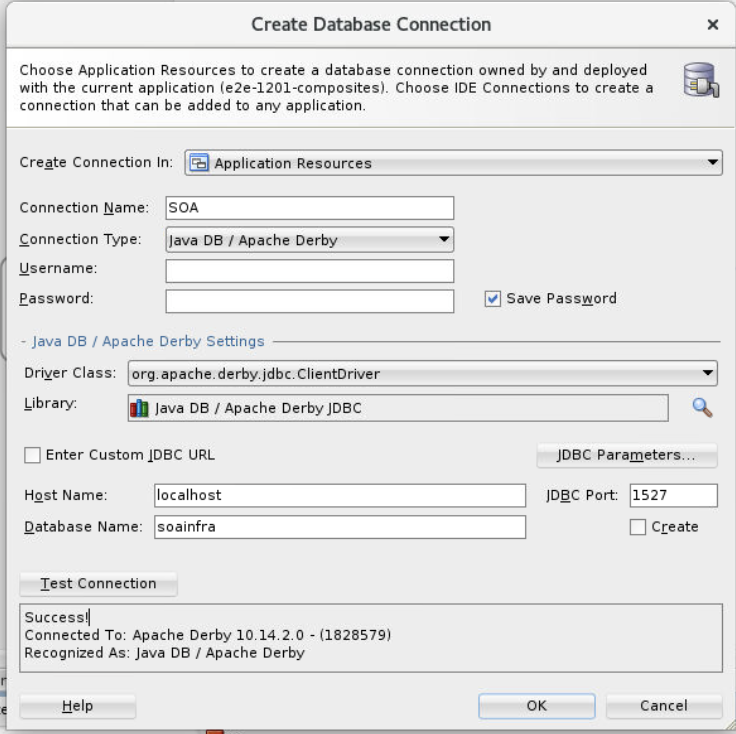 Create Database Connection
Choose Application Resources to create a database connection owned by and deployed
with the current application (e2e-1201-composites). Choose IDE Connections to create a
connection that can be added to any application.
Create Connection In: Application Resources
Connection Name: SOA
Connection Type: Java DB / Apache Derby
Username:
Password: Save Password
- Java DB / Apache Derby Settings
Driver Class: org.apache.derby.jdbc.ClientDriver
Library: Java DB / Apache Derby JDBC
Enter Custom JDBC URL JDBC Parameters...
Host Name: localhost JDBC Port: 1527
Database Name: soainfra Create
Test Connection
Success!
Connected To: Apache Derby 10.14.2.0 - (1828579)
Recognized As: Java DB / Apache Derby
Help OK Cancel